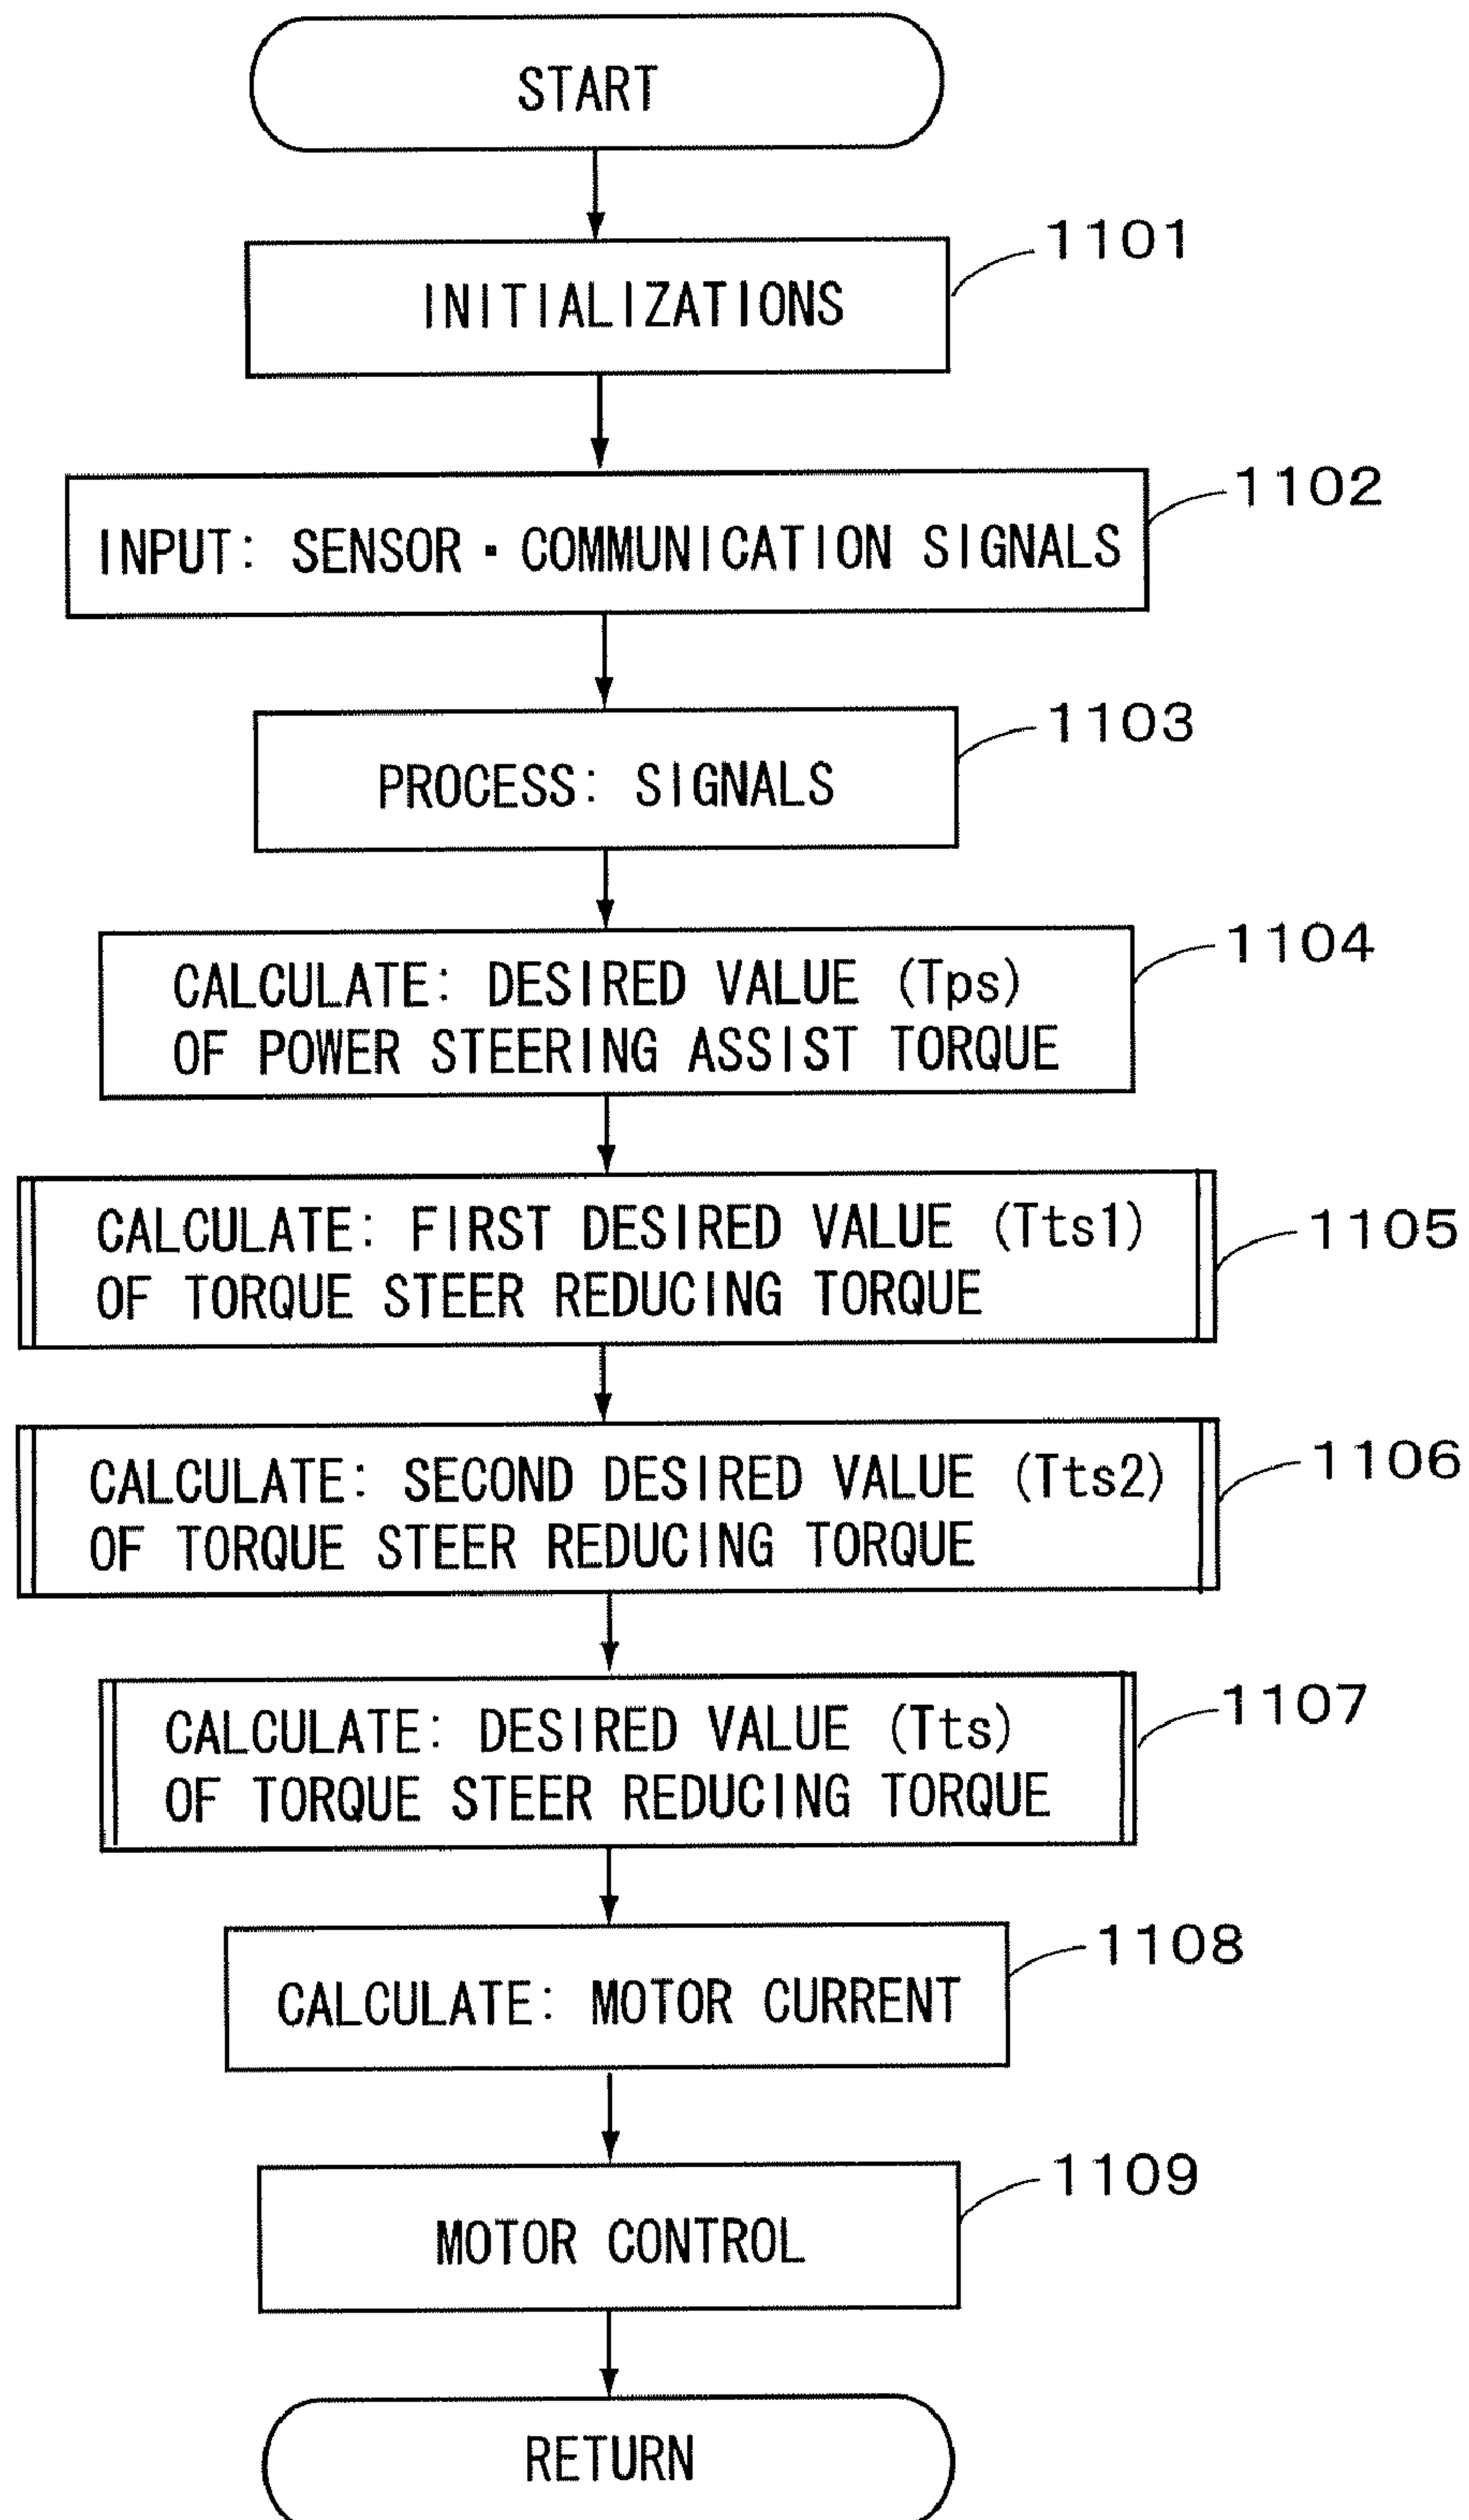 START
1101
INITIALIZATIONS
1102
INPUT: SENSOR・COMMUNICATION SIGNALS
1103
PROCESS: SIGNALS
1104
CALCULATE: DESIRED VALUE (Tps)
OF POWER STEERING ASSIST TORQUE
1105
CALCULATE: FIRST DESIRED VALUE (Tts1)
OF TORQUE STEER REDUCING TORQUE
1106
CALCULATE: SECOND DESIRED VALUE (Tts2)
OF TORQUE STEER REDUCING TORQUE
1107
CALCULATE: DESIRED VALUE (Tts)
OF TORQUE STEER REDUCING TORQUE
1108
CALCULATE: MOTOR CURRENT
1109
MOTOR CONTROL
RETURN